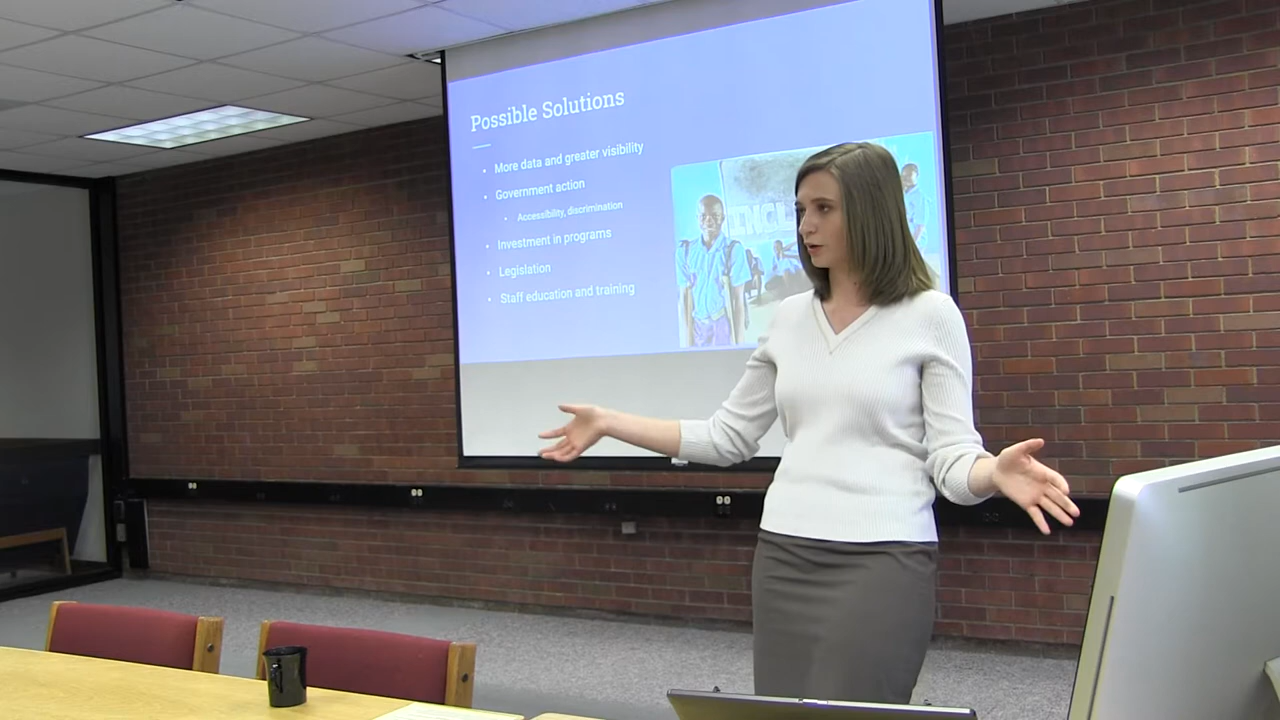 Possible Solutions
More data and greater visibility
Government action
Accessibility, discrimination
Investment in programs
Legislation
Staff education and training